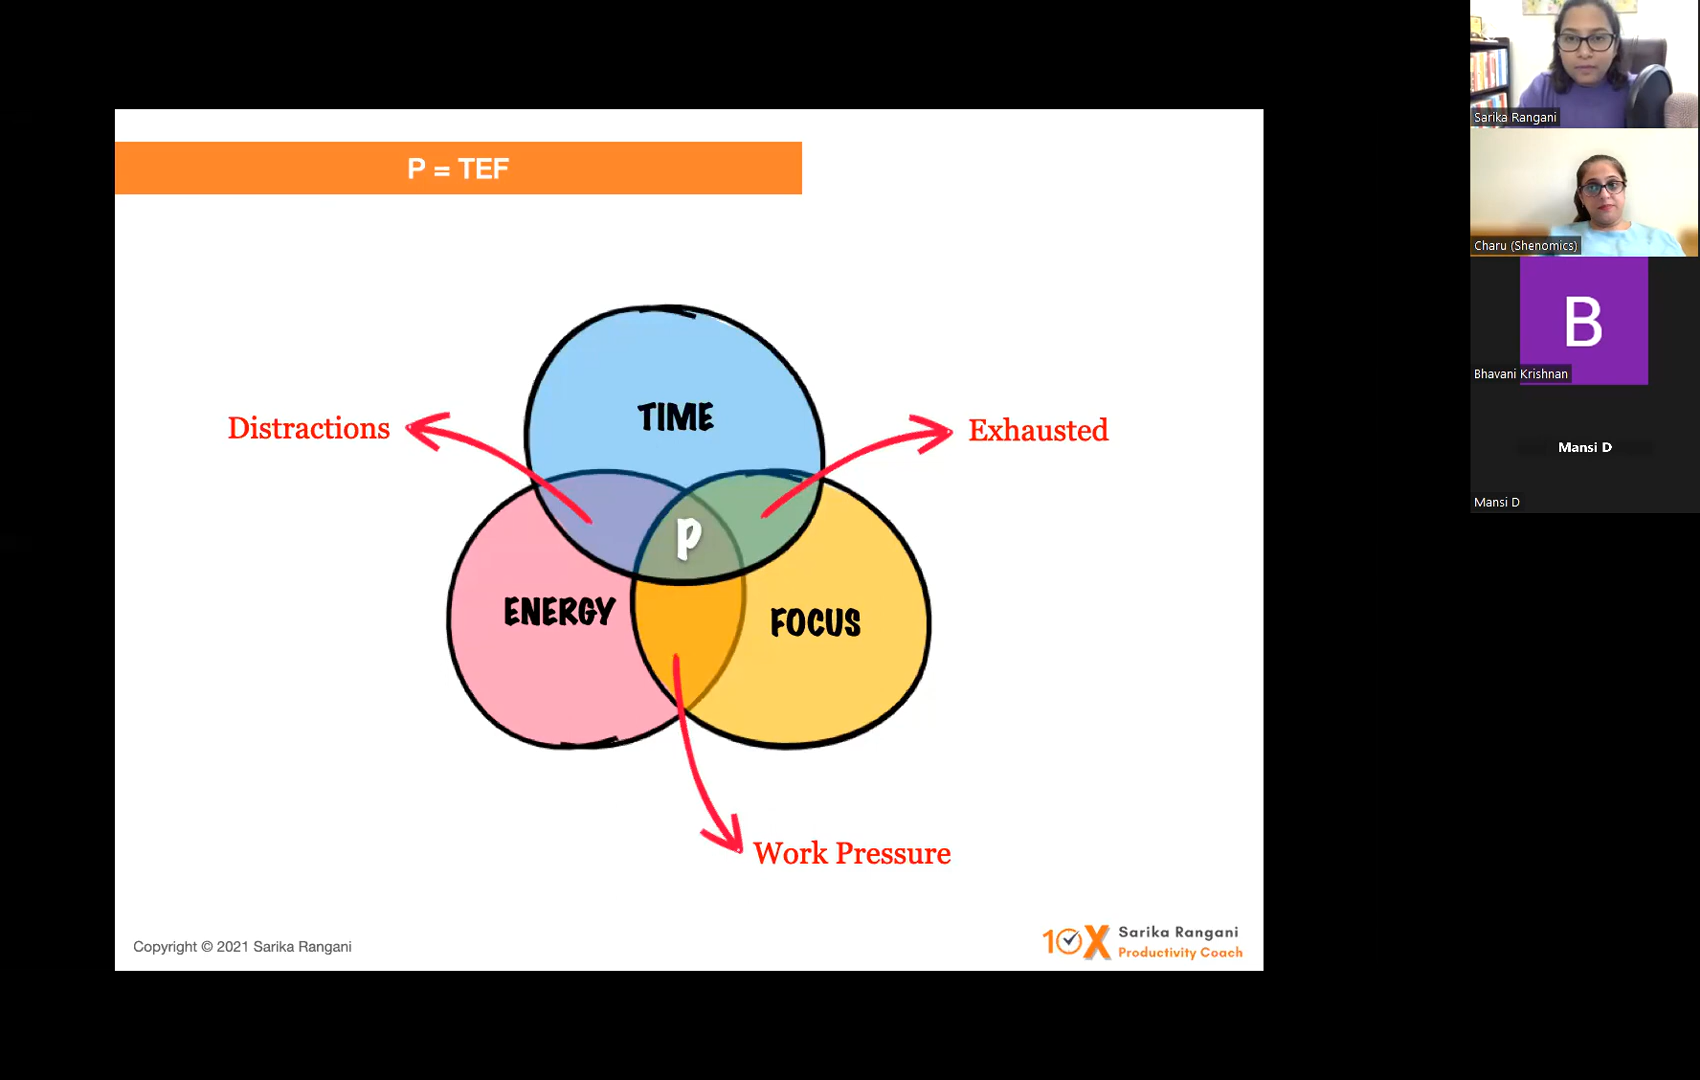 P = TEF
TIME
Distractions
Exhausted
P
ENERGY
FOCUS
Work Pressure
Copyright © 2021 Sarika Rangani
10X
Sarika Rangani
Productivity Coach
Sarika Rangani
Charu (Shenomics)
B
Bhavani Krishnan
Mansi D
Mansi D